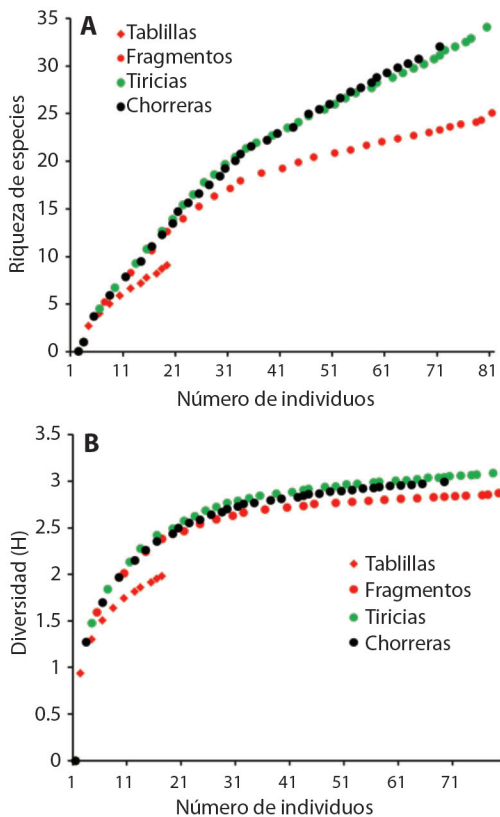 A
Tablillas
Fragmentos
Tiricias
Chorreras
Riqueza de especies
35
30
25
20
15
10
5
0
1 11 21 31 41 51 61 71 81
Número de individuos
B
Diversidad (H)
3.5
3
2.5
2
1.5
1
0.5
0
Tablillas
Fragmentos
Tiricias
Chorreras
1 11 21 31 41 51 61 71
Número de individuos